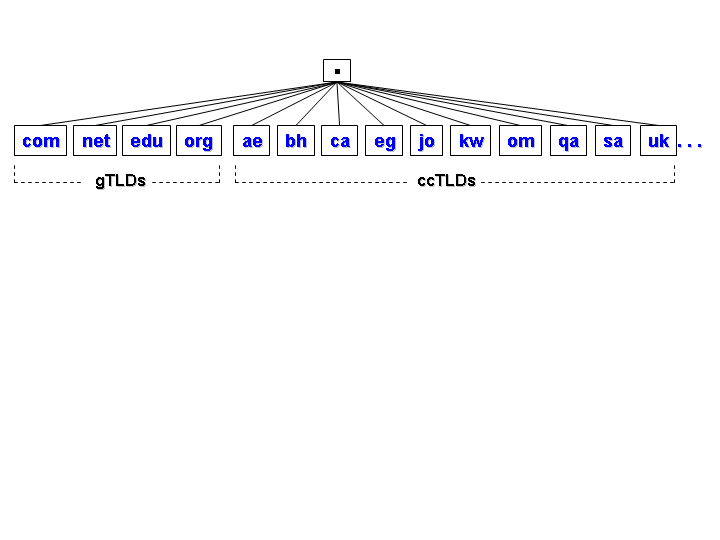 .
com net edu org ae bh ca eg jo kw om qa sa uk . . .
gTLDs ccTLDs